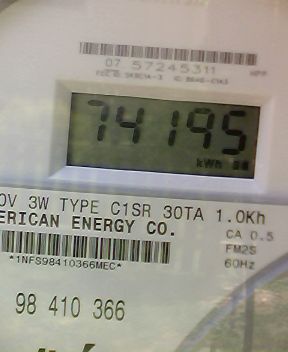 07 57245311
74195
kWh
0V 3W TYPE C1SR 30TA 1.0Kh
ERICAN ENERGY CO.
CA 0.5
FM2S
*1NFS98410366MEC*
60Hz
98 410 366